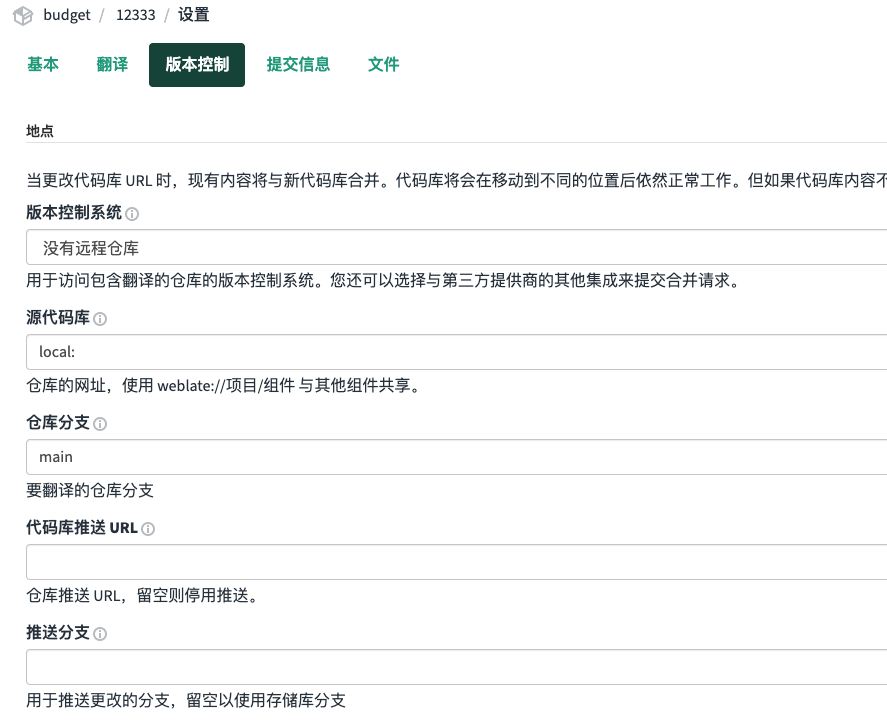 budget / 12333 / 设置
基本 翻译 版本控制 提交信息 文件
地点
当更改代码库 URL 时，现有内容将与新代码库合并。代码库将会在移动到不同的位置后依然正常工作。但如果代码库内容不
版本控制系统
没有远程仓库
用于访问包含翻译的仓库的版本控制系统。您还可以选择与第三方提供商的其他集成来提交合并请求。
源代码库
local:
仓库的网址，使用 weblate://项目/组件 与其他组件共享。
仓库分支
main
要翻译的仓库分支
代码库推送 URL
仓库推送 URL，留空则停用推送。
推送分支
用于推送更改的分支，留空以使用存储库分支